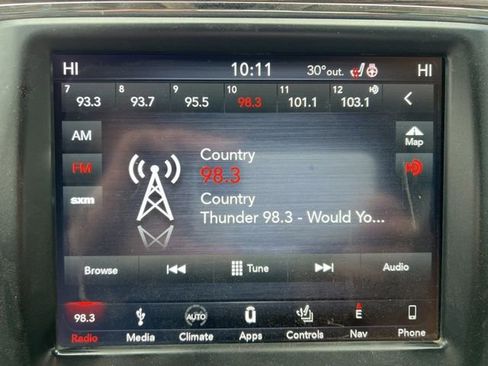 HI 10:11 30°out. HI
7 8 9 10 11 12
93.3 93.7 95.5 98.3 101.1 103.1
AM
Map
Country
FM
98.3
Country
sxm
Thunder 98.3 - Would Yo...
Browse Tune Audio
98.3 AUTO ū E
Radio Media Climate Apps Controls Nav Phone